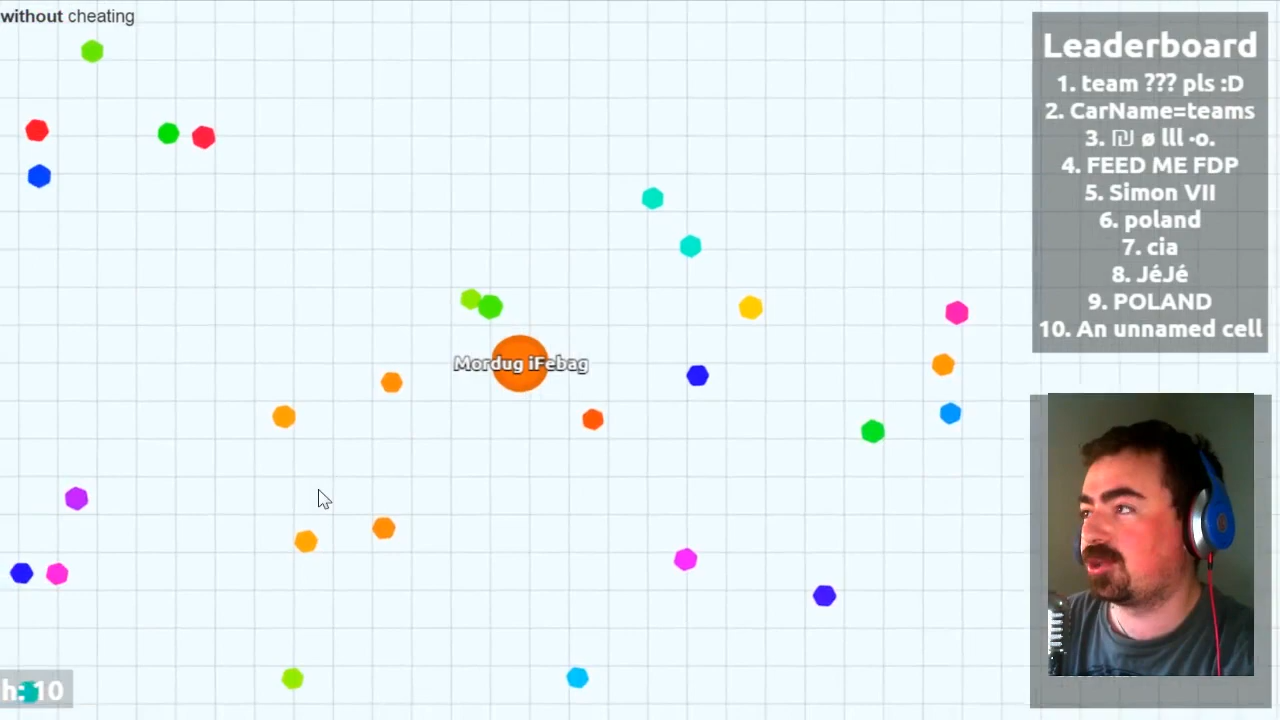 without cheating
Leaderboard
1. team ??? pls :D
2. CarName=teams
3. ₪ ø lll ·o.
4. FEED ME FDP
5. Simon VII
6. poland
7. cia
8. JéJé
9. POLAND
10. An unnamed cell
Mordug iFebag
h: 10